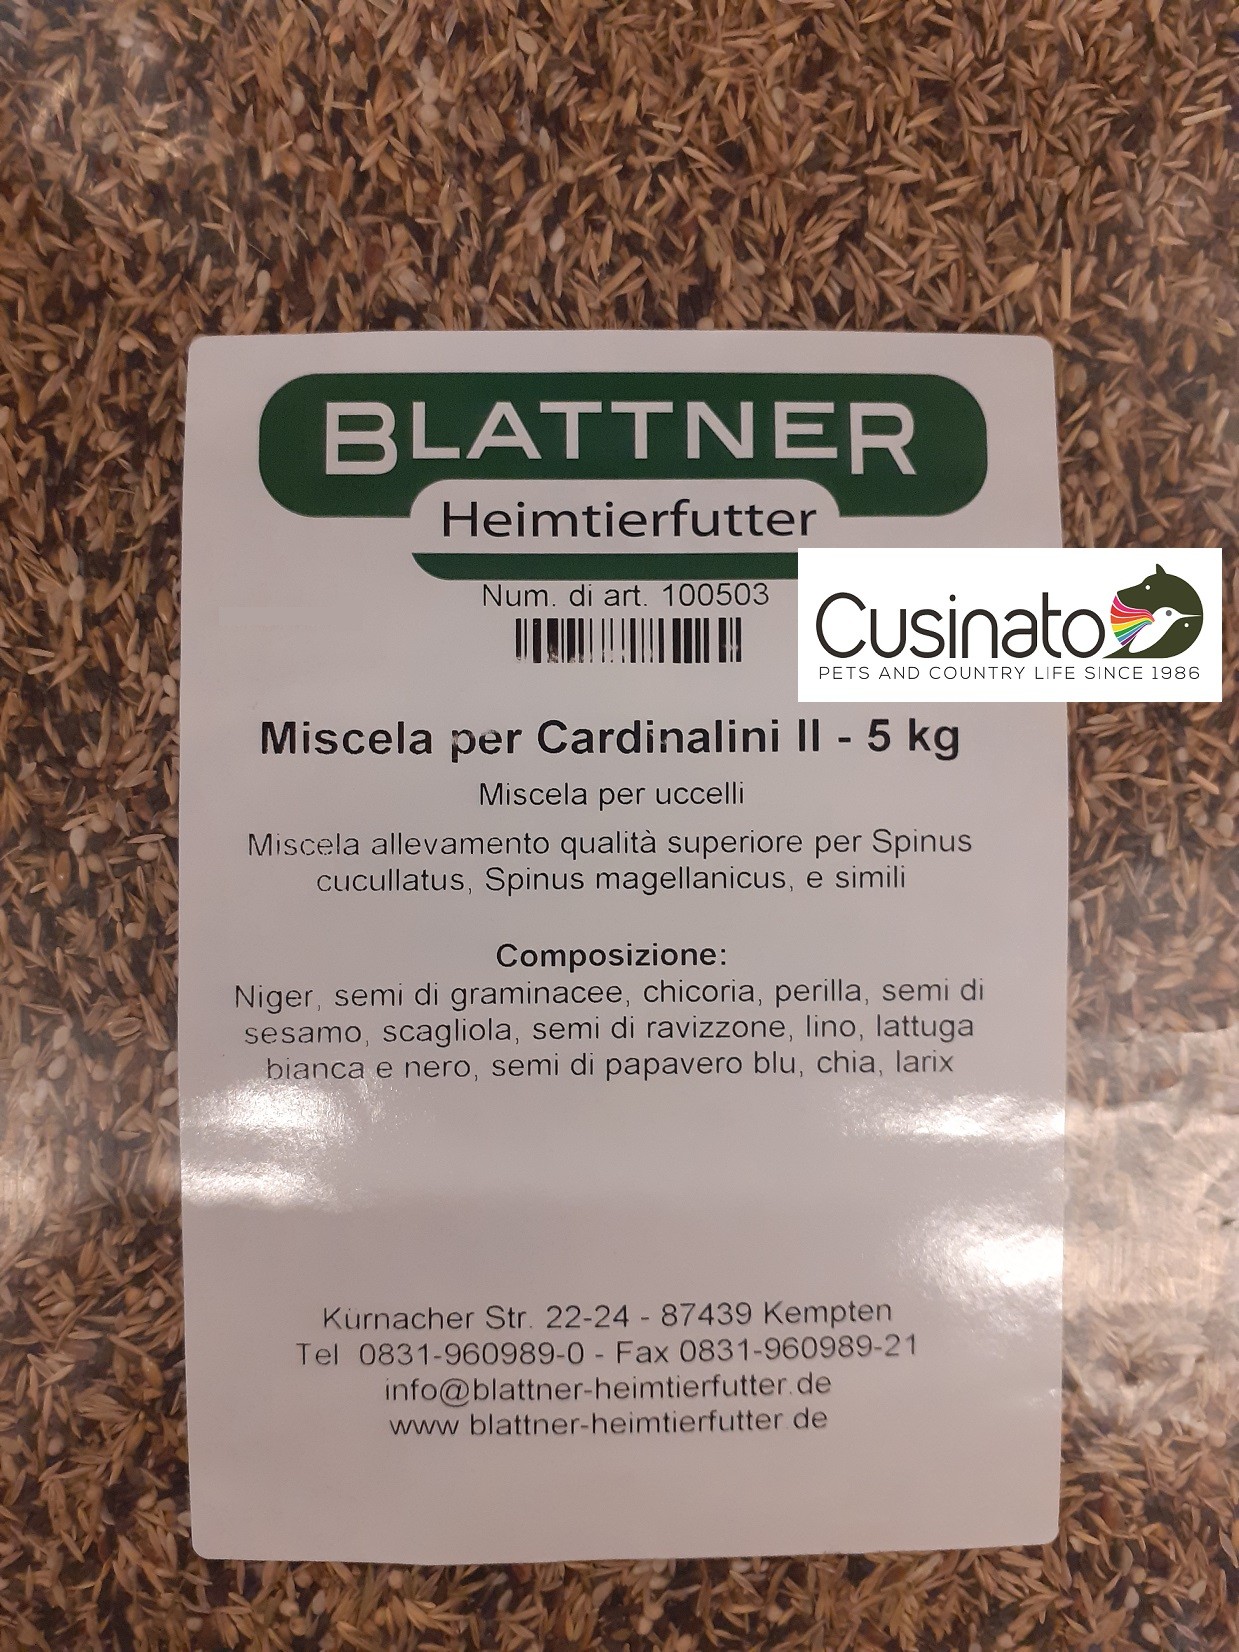 BLATTNER
Heimtierfutter
Num. di art. 100503
Cusinato
PETS AND COUNTRY LIFE SINCE 1986
Miscela per Cardinalini II - 5 kg
Miscela per uccelli
Miscela allevamento qualità superiore per Spinus
cucullatus, Spinus magellanicus, e simili
Composizione:
Niger, semi di graminacee, chicoria, perilla, semi di
sesamo, scagliola, semi di ravizzone, lino, lattuga
bianca e nero, semi di papavero blu, chia, larix
Kürnacher Str. 22-24 - 87439 Kempten
Tel 0831-960989-0 - Fax 0831-960989-21
info@blattner-heimtierfutter.de
www blattner-heimtierfutter.de